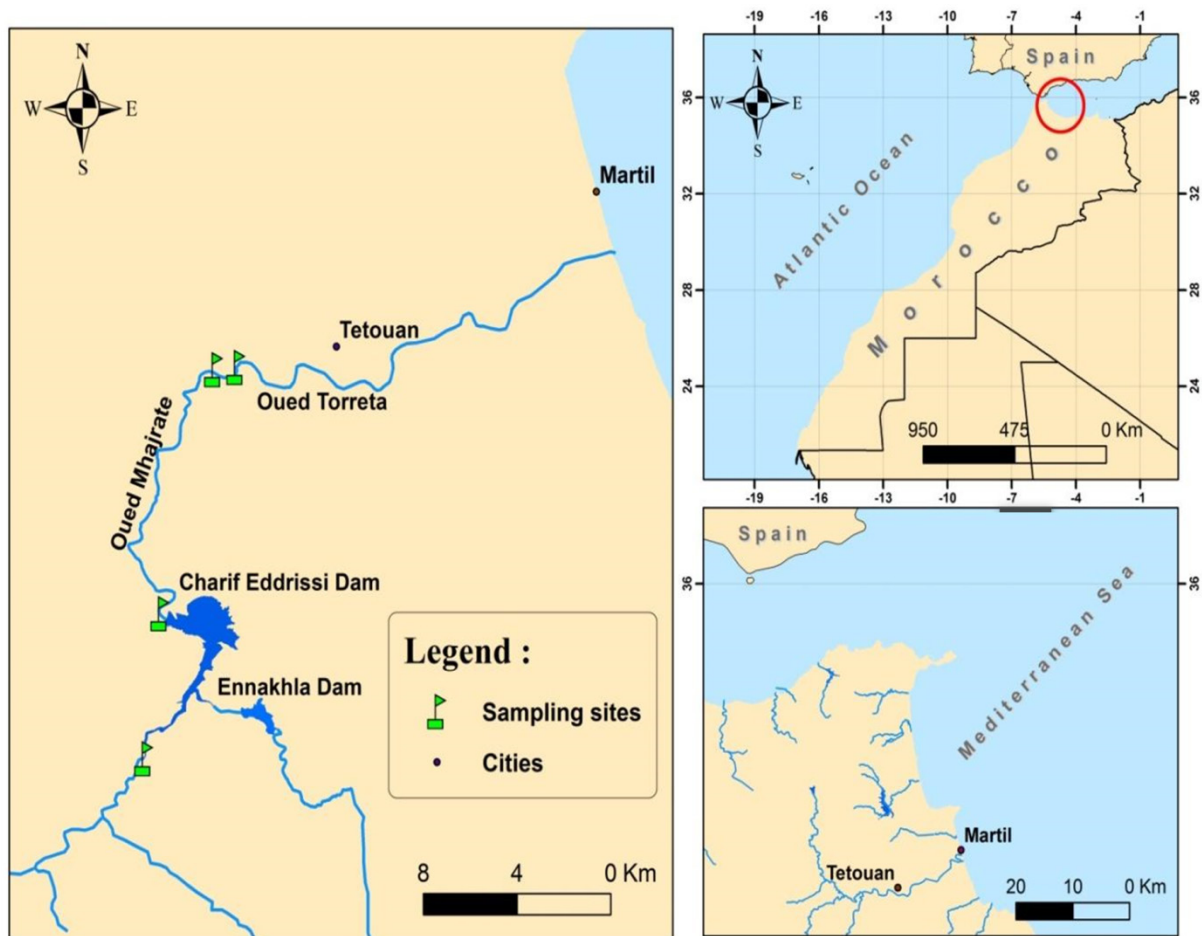 N
W E
S
Martil
Tetouan
Oued Torreta
Oued Mhajrate
Charif Eddrissi Dam
Ennakhla Dam
Legend :
Sampling sites
Cities
8 4 0 Km
-19 -16 -13 -10 -7 -4 -1
N
W E
S
Spain
36 36
32 32
28 28
24 24
Atlantic Ocean
Morocco
950 475 0 Km
-19 -16 -13 -10 -7 -4 -1
Spain
36
Mediterranean Sea
Martil
Tetouan
20 10 0 Km